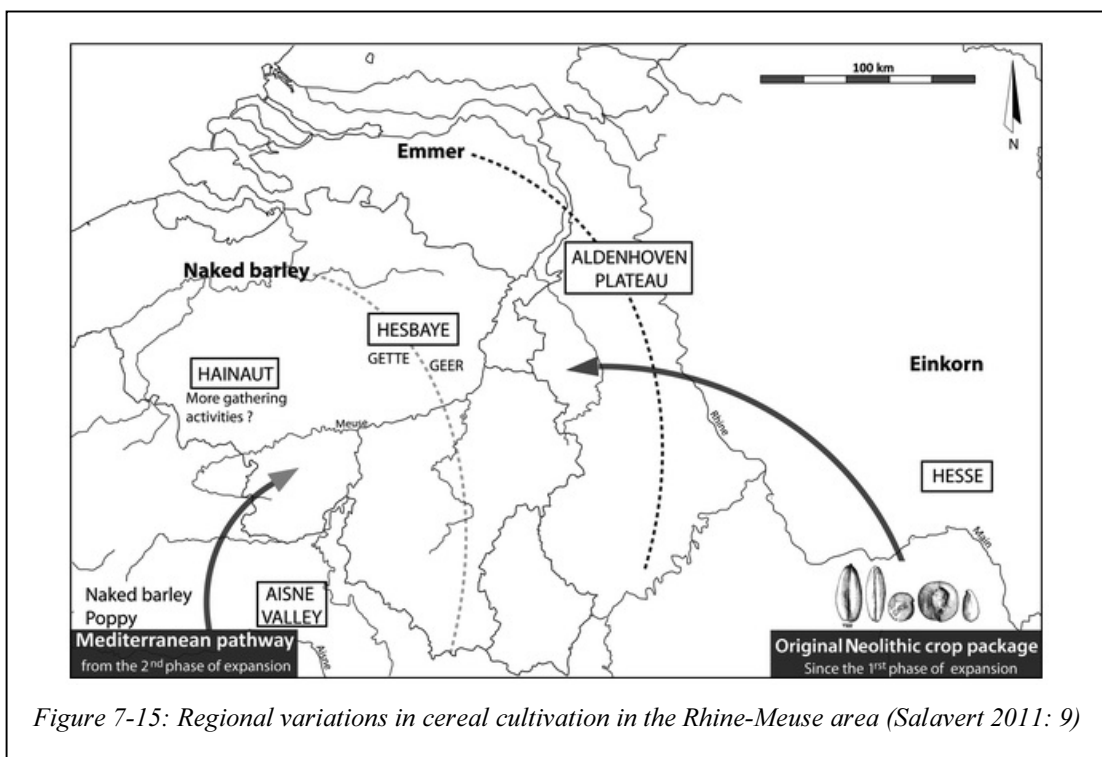 100 km
N
Emmer
ALDENHOVEN
PLATEAU
Naked barley
HESBAYE
GETTE
GEER
HAINAUT
More gathering
activities ?
Einkorn
Meuse
Rhine
HESSE
Main
Naked barley
Poppy
AISNE
VALLEY
Aisne
Mediterranean pathway
from the 2nd phase of expansion
Original Neolithic crop package
Since the 1rst phase of expansion
Figure 7-15: Regional variations in cereal cultivation in the Rhine-Meuse area (Salavert 2011: 9)